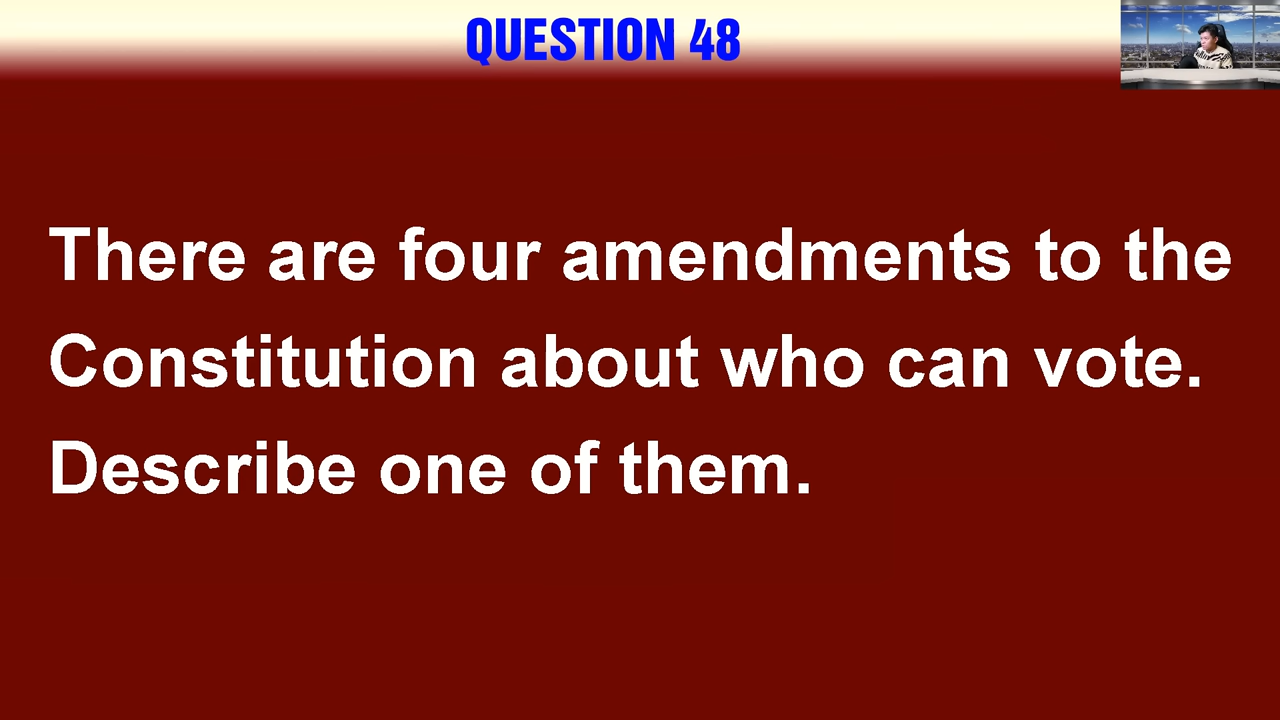 QUESTION 48
There are four amendments to the
Constitution about who can vote.
Describe one of them.